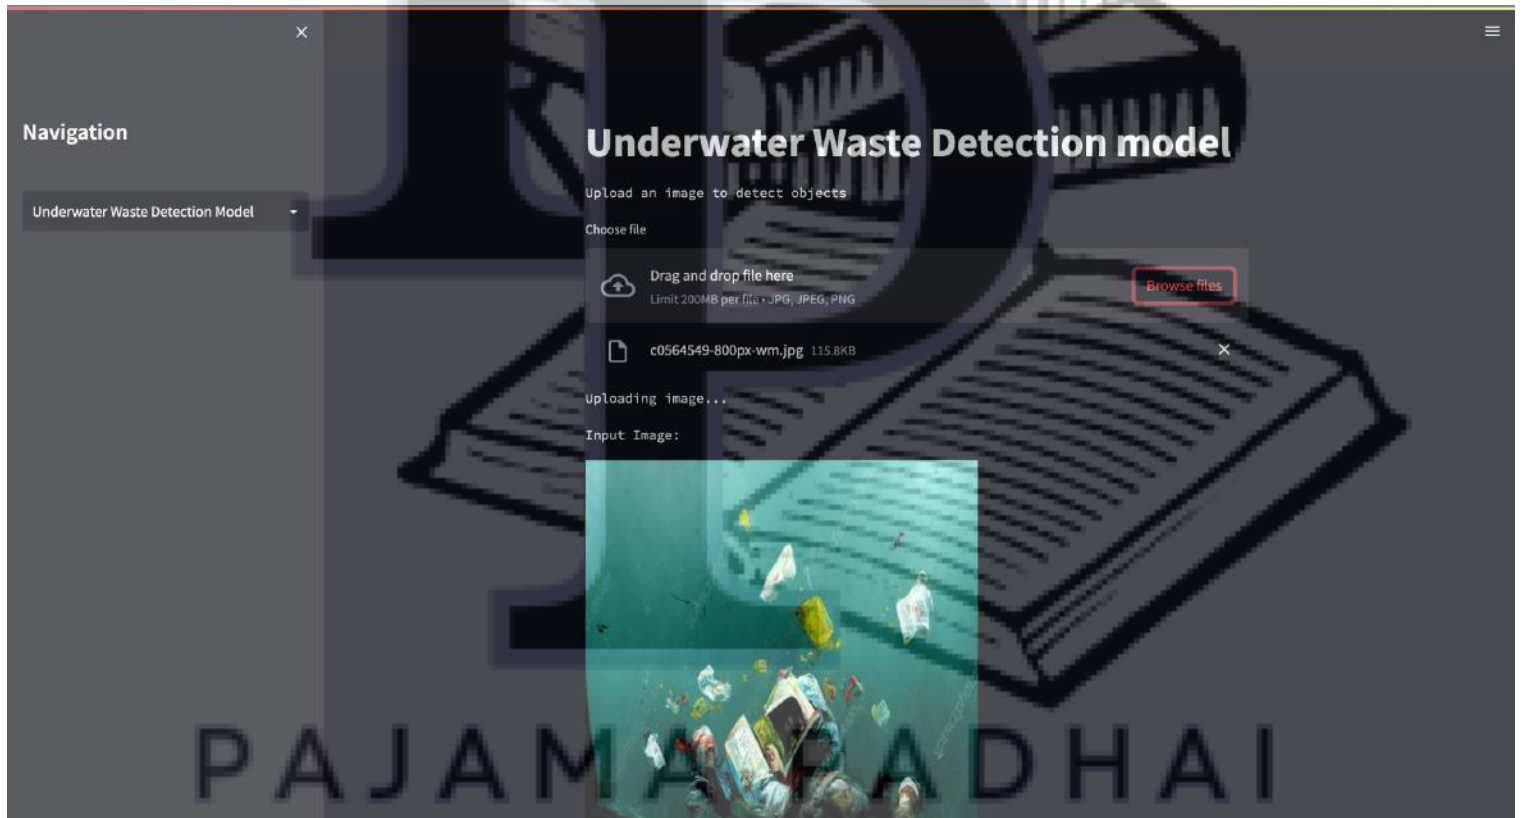 Navigation
Underwater Waste Detection Model
Underwater Waste Detection model
Upload an image to detect objects
Choose file
Drag and drop file here
Limit 200MB per file • JPG, JPEG, PNG
Browse files
c0564549-800px-wm.jpg 115.8KB
Uploading image...
Input Image:
PAJAMA PADHAI